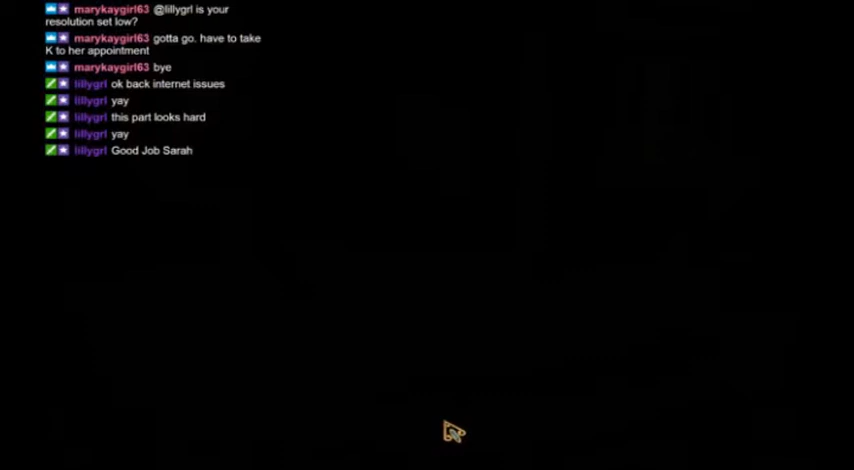 marykaygirl63 @lillygrl is your
resolution set low?
marykaygirl63 gotta go. have to take
K to her appointment
marykaygirl63 bye
lillygrl ok back internet issues
lillygrl yay
lillygrl this part looks hard
lillygrl yay
lillygrl Good Job Sarah